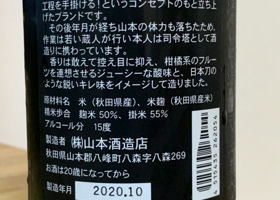 工程を手掛ける！というコンセプトのもと立ち上
げたブランドです。
その後年月が経ち山本の体力も落ちたため、
作業は若い蔵人が行い本人は司令塔として酒
造りに携わっています。
香りは敢えて控え目に抑え、柑橘系のフルー
ツを連想させるジューシーな酸味と、日本刀の
ような鋭いキレ味をイメージして造りました。
原材料名 米（秋田県産）、米麹（秋田県産米）
精米歩合 麹米 50%、掛米 55%
アルコール分 15度
製造者 ㈱山本酒造店
秋田県山本郡八峰町八森字八森269
お酒は20歳になってから
製造年月 2020.10
4 515435 262054